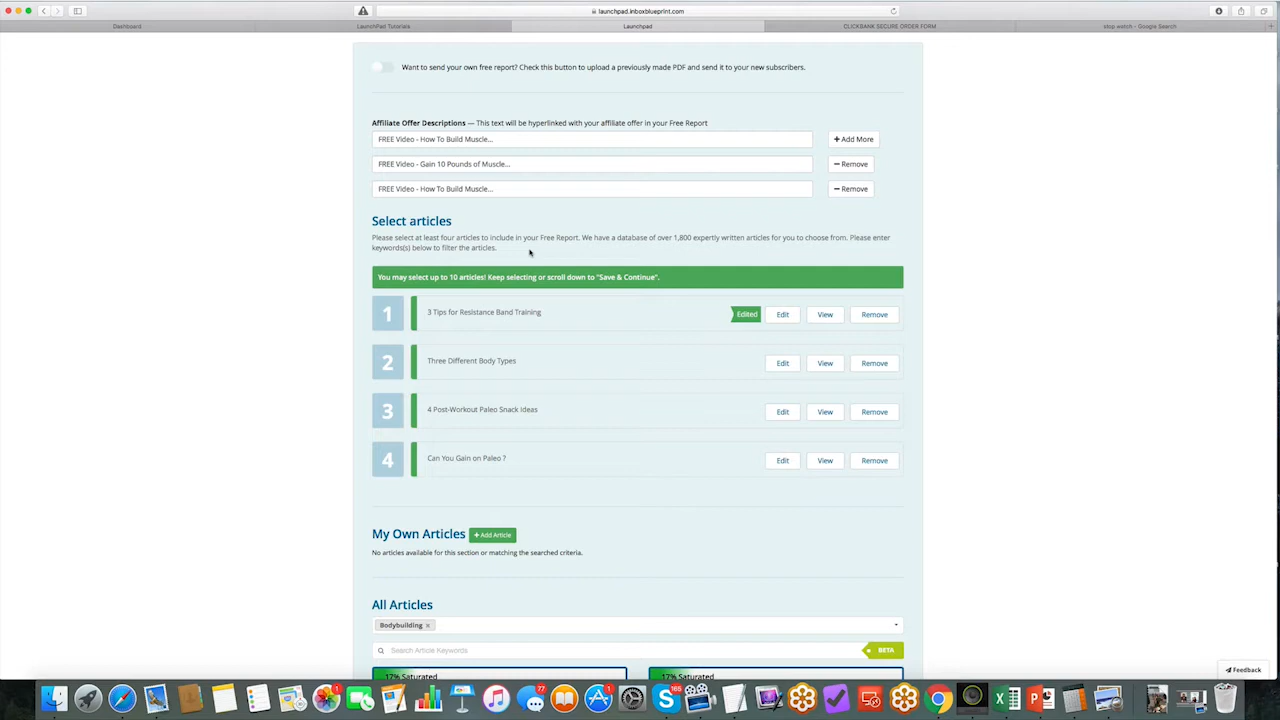 launchpad.inboxblueprint.com
Dashboard
LaunchPad Tutorials
Launchpad
CLICKBANK SECURE ORDER FORM
stop watch - Google Search
Want to send your own free report? Check this button to upload a previously made PDF and send it to your new subscribers.
Affiliate Offer Descriptions — This text will be hyperlinked with your affiliate offer in your Free Report
FREE Video - How To Build Muscle...
+ Add More
FREE Video - Gain 10 Pounds of Muscle...
− Remove
FREE Video - How To Build Muscle...
− Remove
Select articles
Please select at least four articles to include in your Free Report. We have a database of over 1,800 expertly written articles for you to choose from. Please enter
keywords(s) below to filter the articles.
You may select up to 10 articles! Keep selecting or scroll down to "Save & Continue".
1 3 Tips for Resistance Band Training Edited Edit View Remove
2 Three Different Body Types Edit View Remove
3 4 Post-Workout Paleo Snack Ideas Edit View Remove
4 Can You Gain on Paleo ? Edit View Remove
My Own Articles + Add Article
No articles available for this section or matching the searched criteria.
All Articles
Bodybuilding ×
Search Article Keywords
BETA
17% Saturated
17% Saturated
Feedback
1
77
1
165